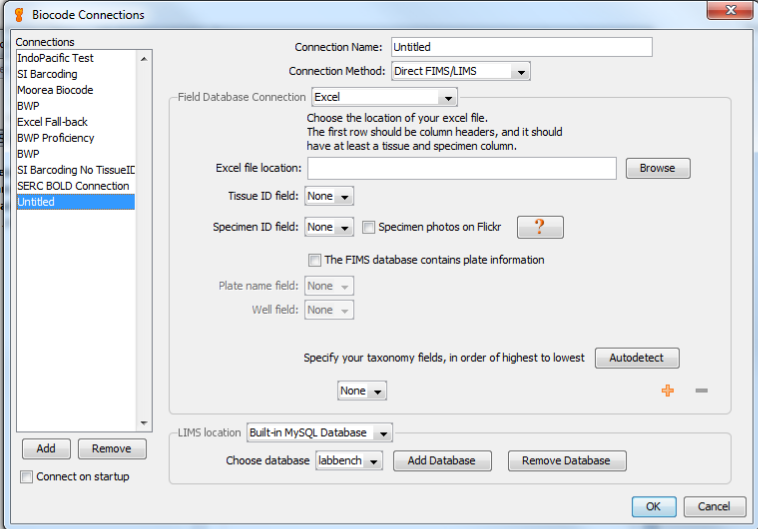 Biocode Connections
Connections
IndoPacific Test
SI Barcoding
Moorea Biocode
BWP
Excel Fall-back
BWP Proficiency
BWP
SI Barcoding No TissueID
SERC BOLD Connection
Untitled
Add Remove
Connect on startup
Connection Name: Untitled
Connection Method: Direct FIMS/LIMS
Field Database Connection Excel
Choose the location of your excel file.
The first row should be column headers, and it should
have at least a tissue and specimen column.
Excel file location: Browse
Tissue ID field: None
Specimen ID field: None Specimen photos on Flickr ?
The FIMS database contains plate information
Plate name field: None
Well field: None
Specify your taxonomy fields, in order of highest to lowest Autodetect
None
LIMS location Built-in MySQL Database
Choose database labbench Add Database Remove Database
OK Cancel